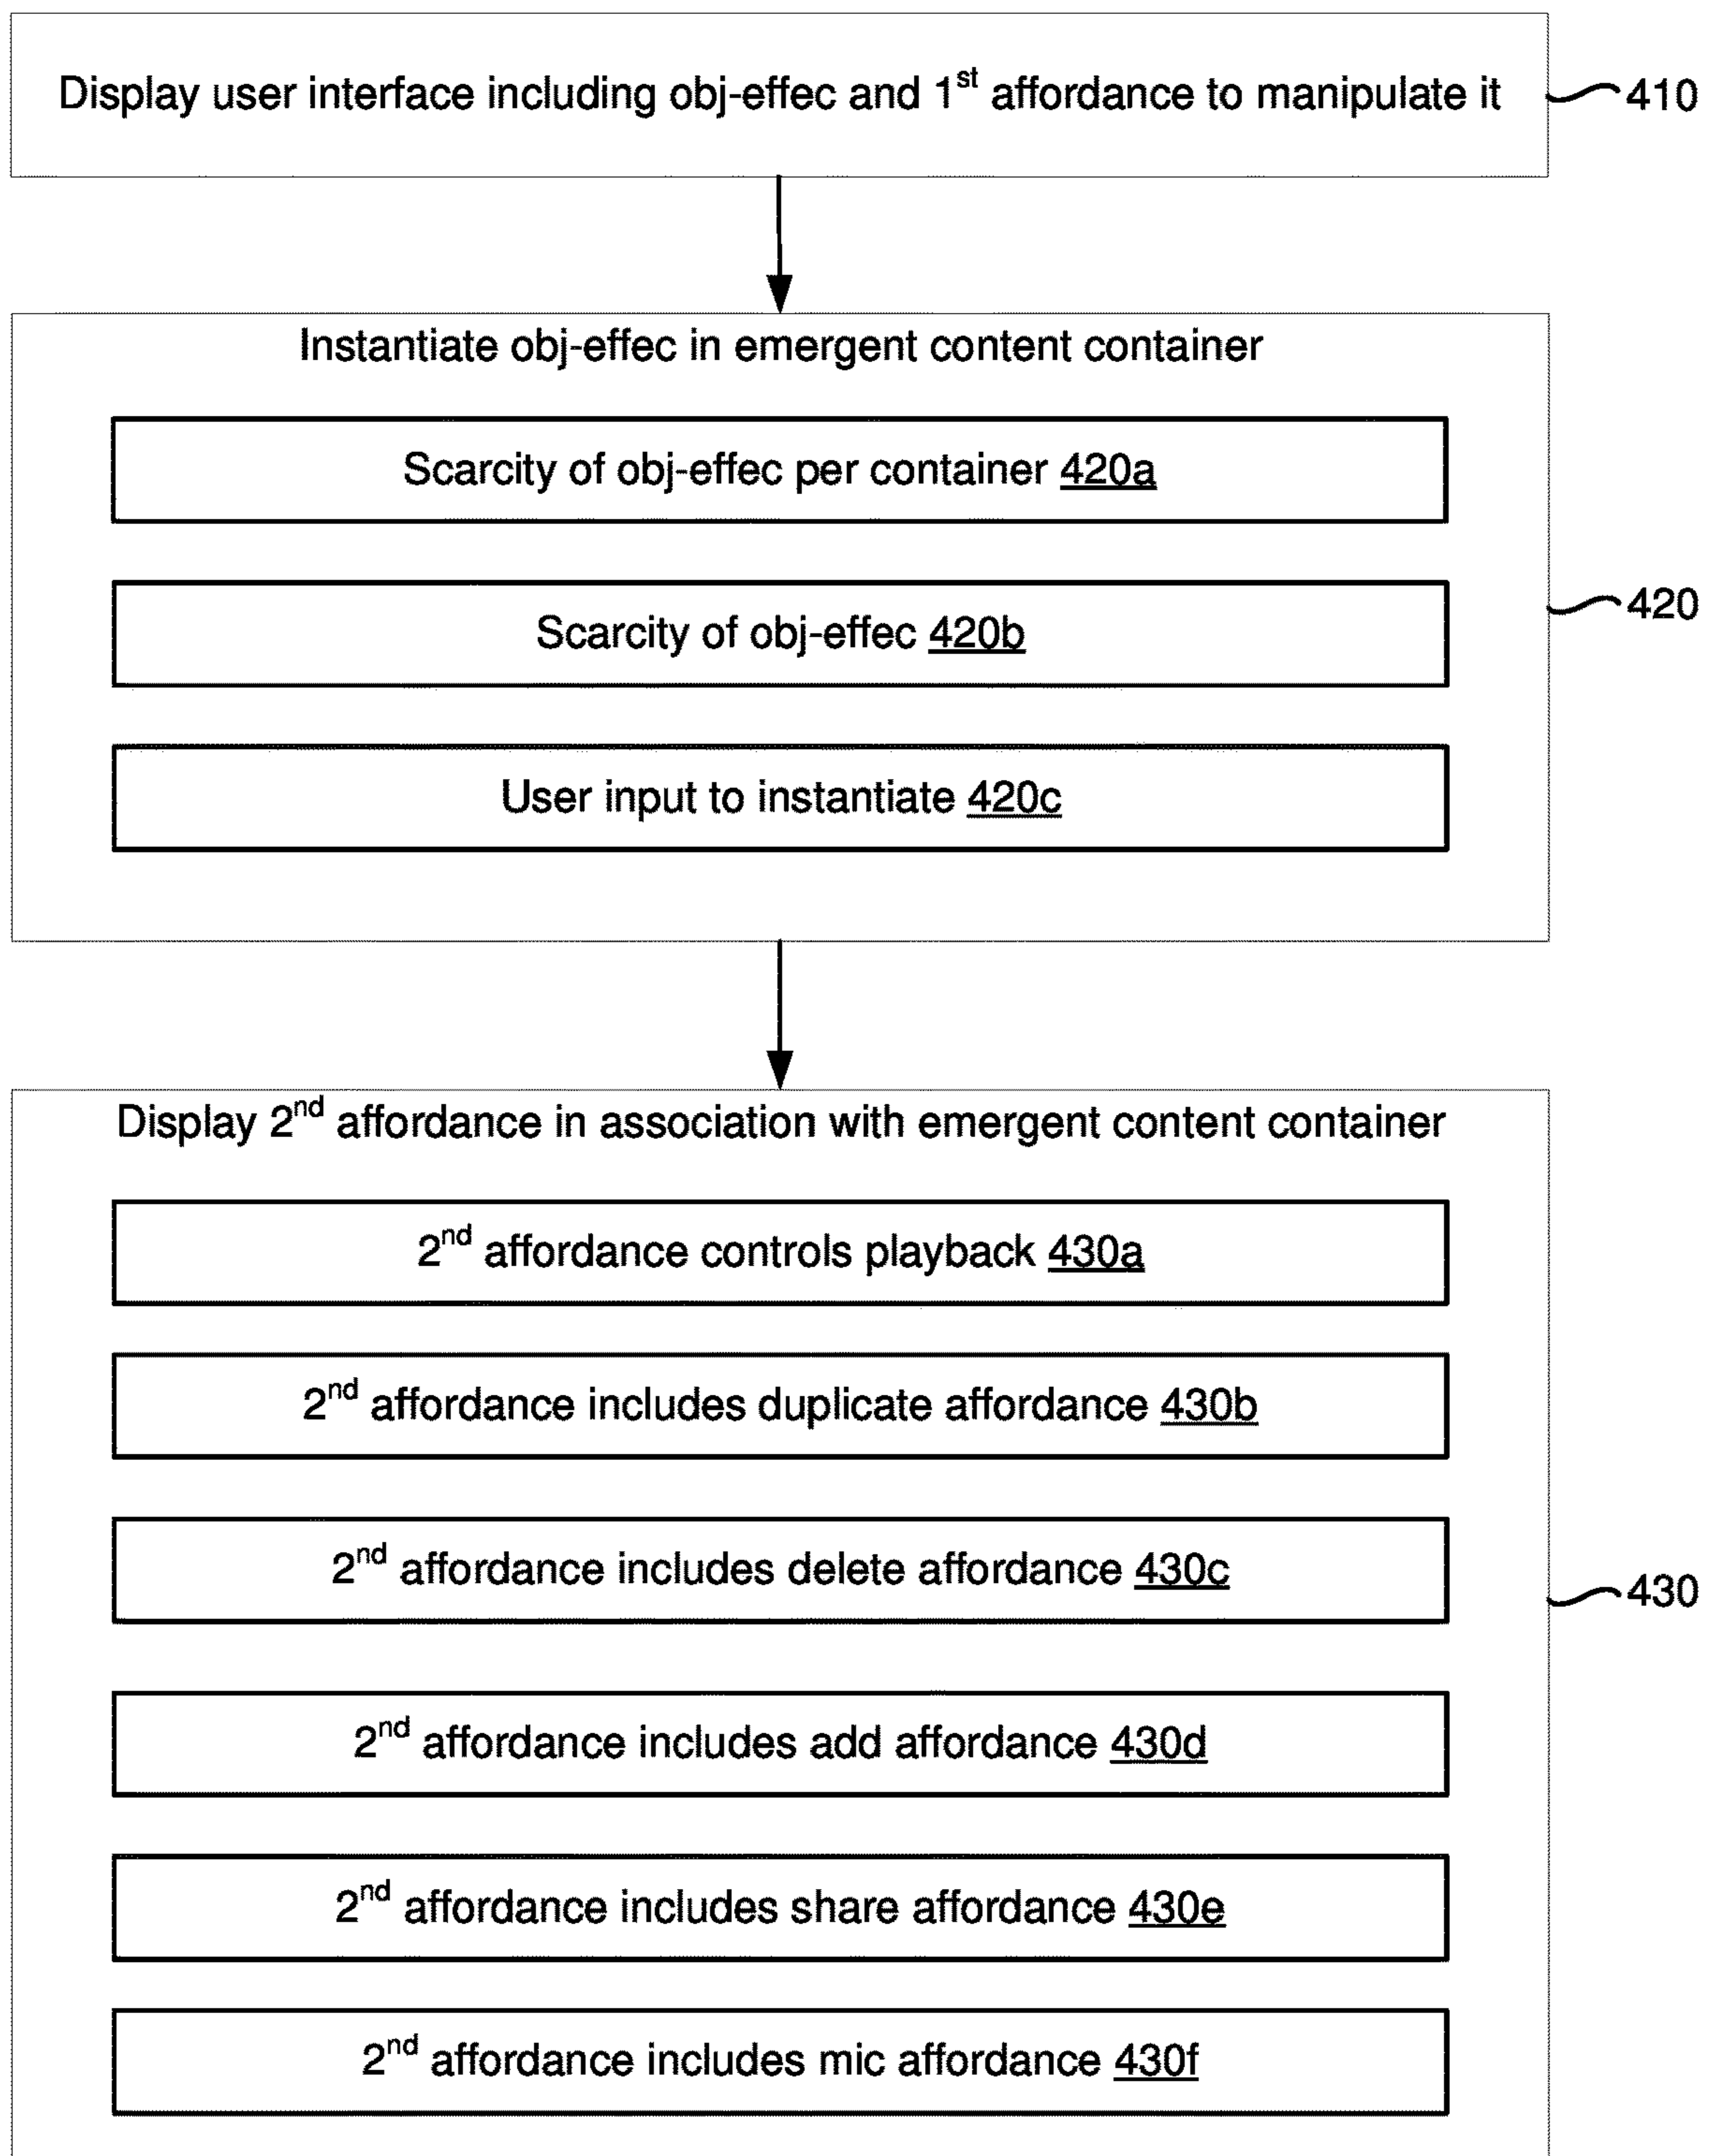 Display user interface including obj-effec and 1st affordance to manipulate it
410
Instantiate obj-effec in emergent content container
Scarcity of obj-effec per container 420a
Scarcity of obj-effec 420b
420
User input to instantiate 420c
Display 2nd affordance in association with emergent content container
2nd affordance controls playback 430a
2nd affordance includes duplicate affordance 430b
2nd affordance includes delete affordance 430c
430
2nd affordance includes add affordance 430d
2nd affordance includes share affordance 430e
2nd affordance includes mic affordance 430f